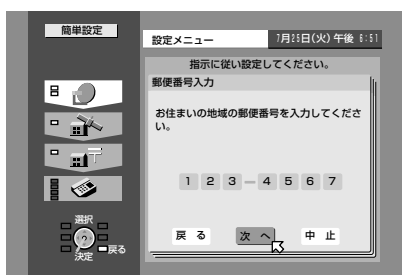 簡単設定
設定メニュー　7月25日(火) 午後 6:51
指示に従い設定してください。
郵便番号入力
お住まいの地域の郵便番号を入力してくださ
い。
1 2 3 ー 4 5 6 7
戻 る　次 へ　中 止
選択
?
戻る
決定